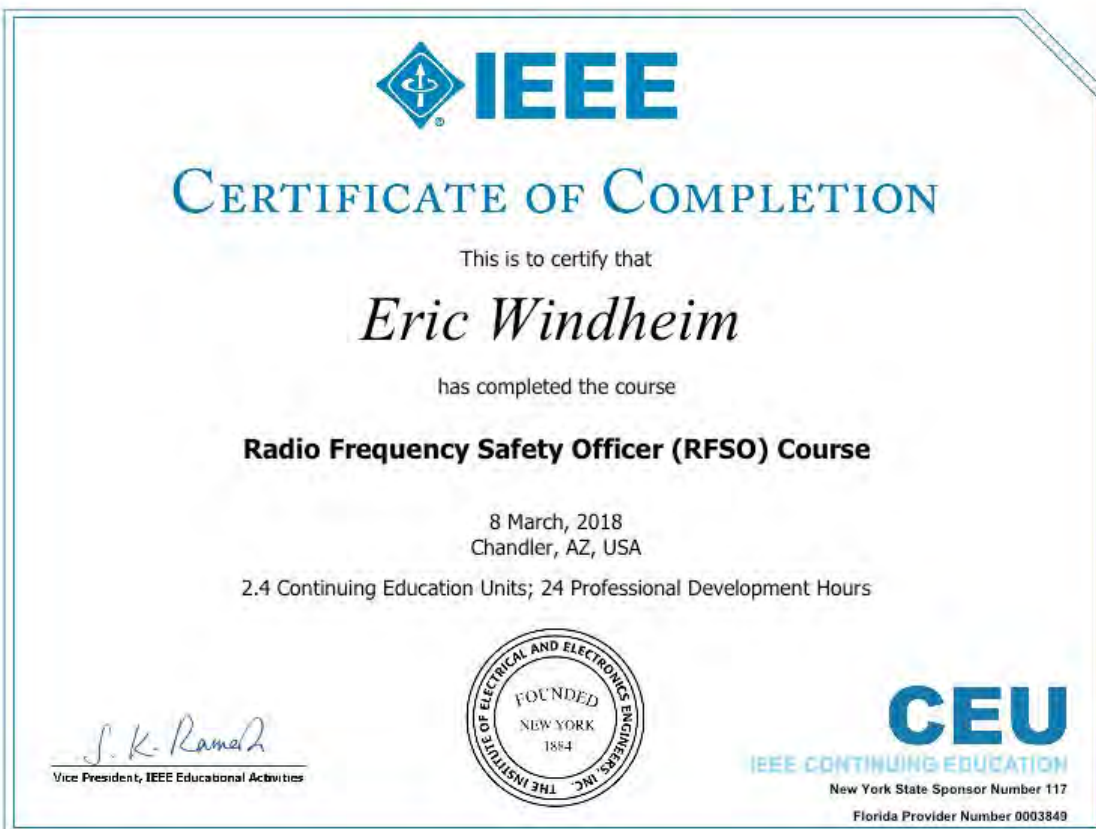 IEEE
CERTIFICATE OF COMPLETION
This is to certify that
Eric Windheim
has completed the course
Radio Frequency Safety Officer (RFSO) Course
8 March, 2018
Chandler, AZ, USA
2.4 Continuing Education Units; 24 Professional Development Hours
THE INSTITUTE OF ELECTRICAL AND ELECTRONICS ENGINEERS, INC.
FOUNDED
NEW YORK
1884
S. K. Ramesh
Vice President, IEEE Educational Activities
CEU
IEEE CONTINUING EDUCATION
New York State Sponsor Number 117
Florida Provider Number 0003849